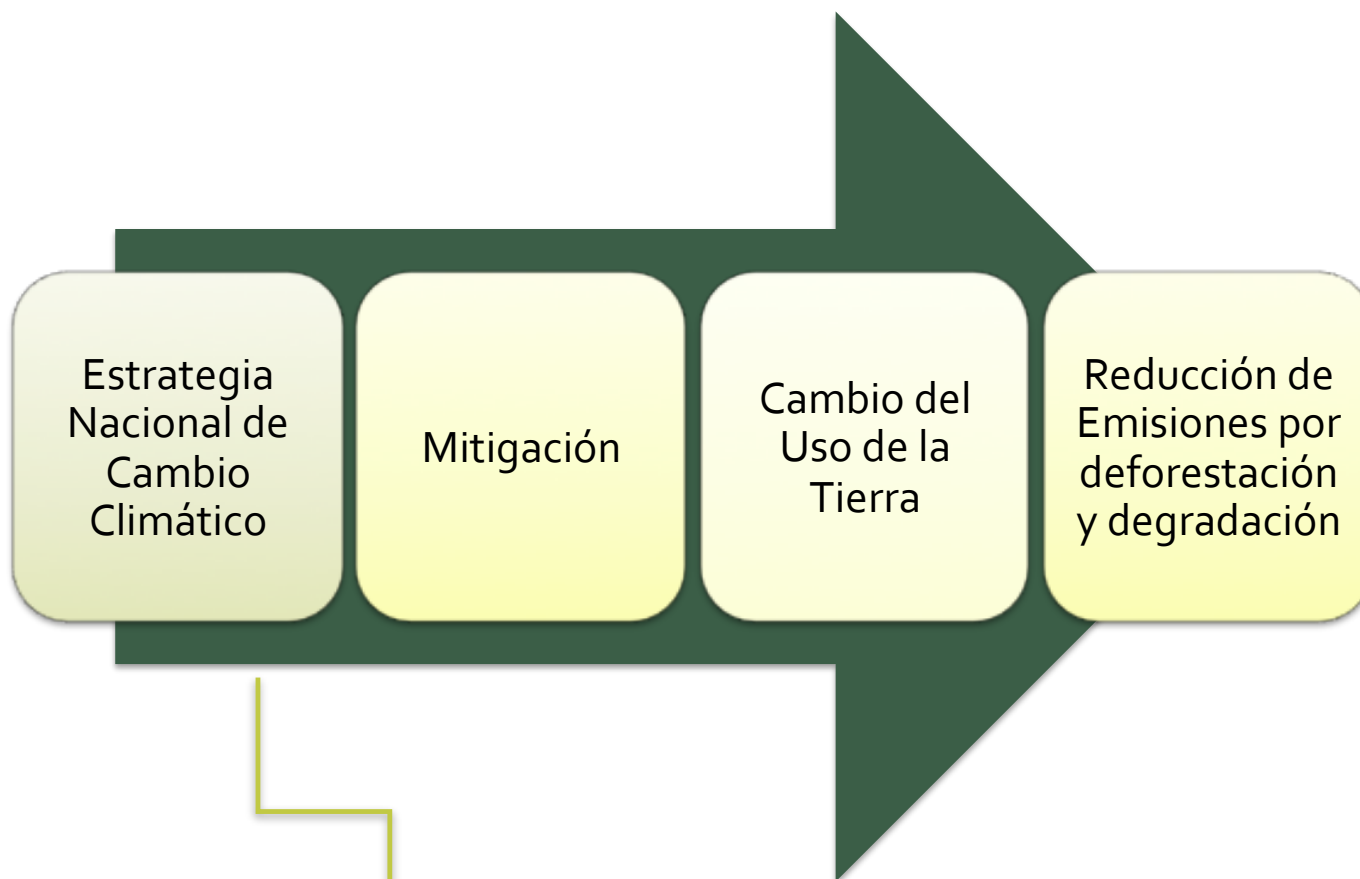 Estrategia
Nacional de
Cambio
Climático
Mitigación
Cambio del
Uso de la
Tierra
Reducción de
Emisiones por
deforestación
y degradación